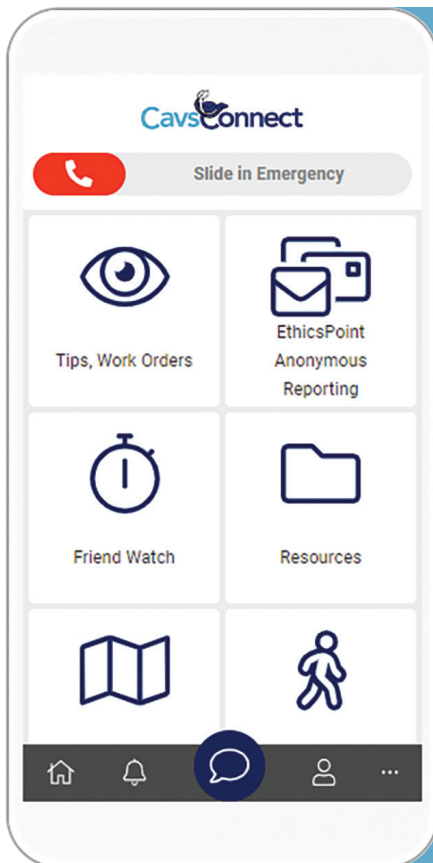 CavsConnect
Slide in Emergency
Tips, Work Orders
EthicsPoint
Anonymous
Reporting
Friend Watch
Resources